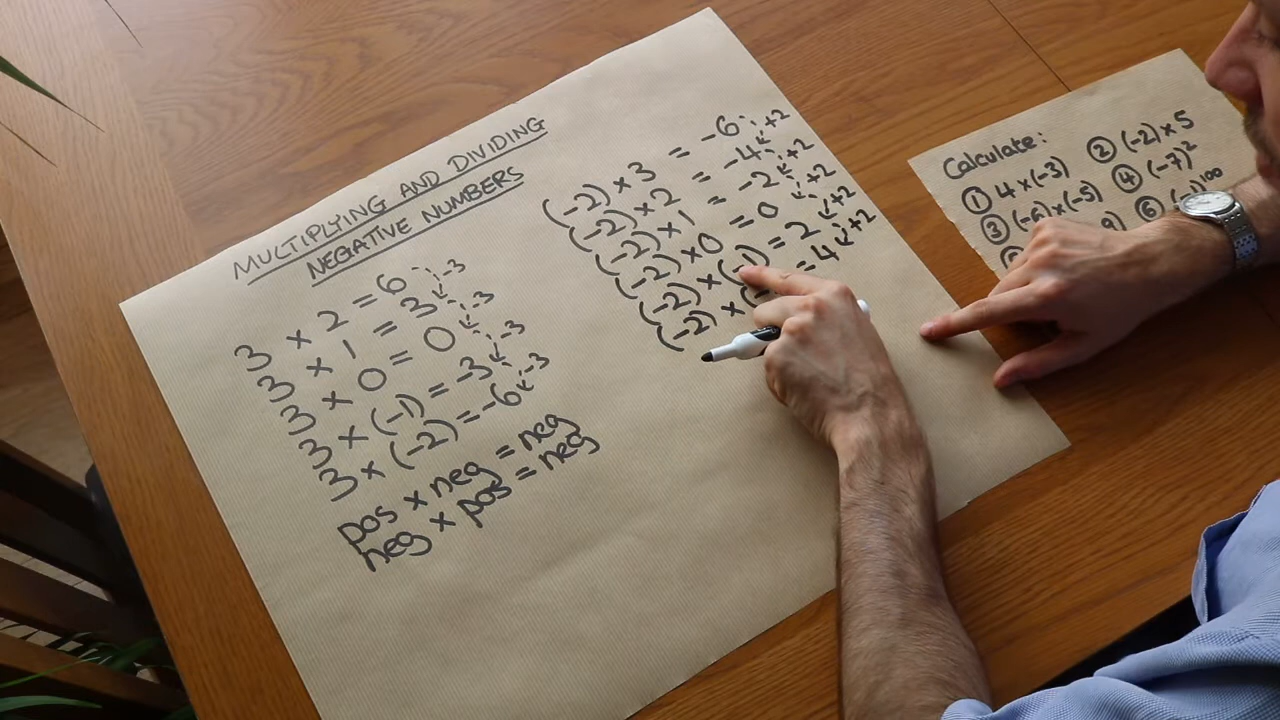 MULTIPLYING AND DIVIDING
NEGATIVE NUMBERS
3 × 2 = 6
3 × 1 = 3
3 × 0 = 0
3 × (-1) = -3
3 × (-2) = -6
-3
-3
-3
-3
pos × neg = neg
neg × pos = neg
(-2) × 3 = -6
(-2) × 2 = -4
(-2) × 1 = -2
(-2) × 0 = 0
(-2) × (-1) = 2
(-2) × = 4
+2
+2
+2
+2
+2
Calculate:
① 4 × (-3) ② (-2) × 5
③ (-6) × (-5) ④ (-7)²
9) ⑥ (-1)¹⁰⁰